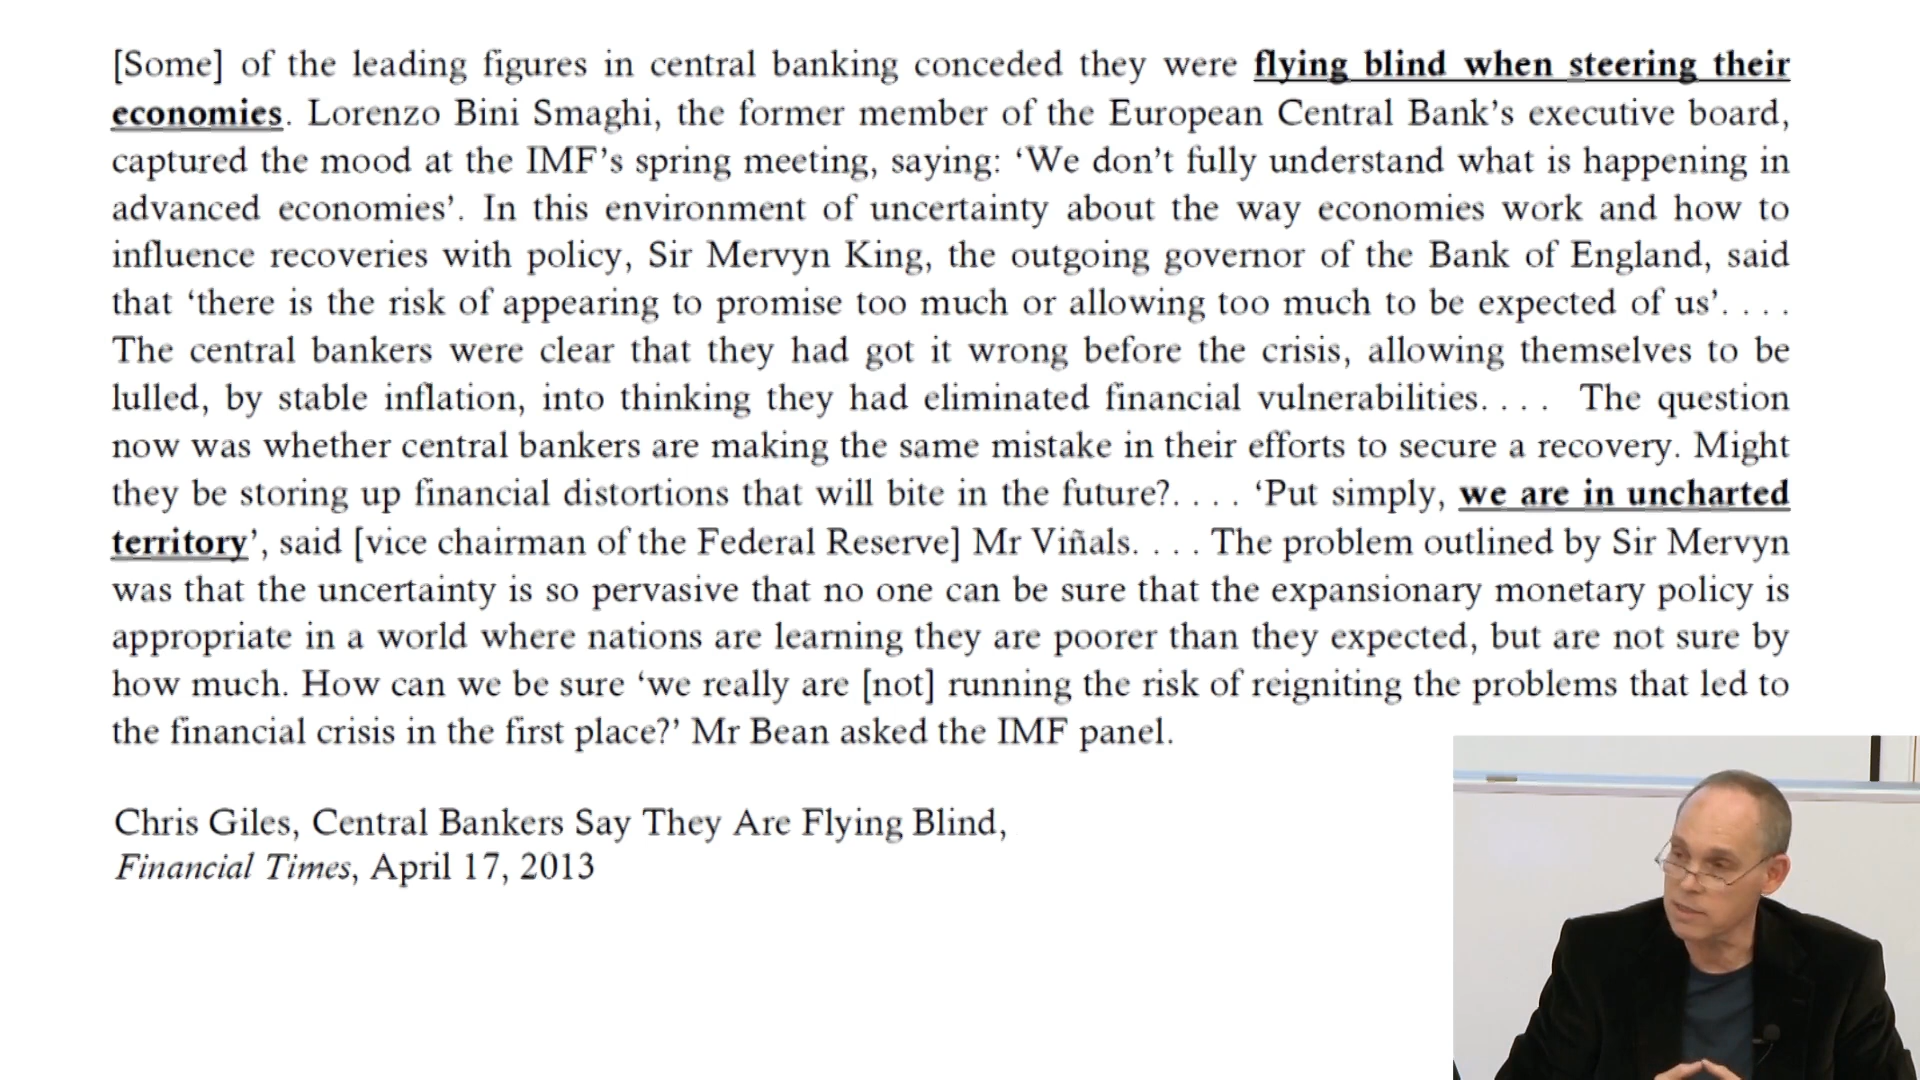 [Some] of the leading figures in central banking conceded they were flying blind when steering their
economies. Lorenzo Bini Smaghi, the former member of the European Central Bank’s executive board,
captured the mood at the IMF’s spring meeting, saying: ‘We don’t fully understand what is happening in
advanced economies’. In this environment of uncertainty about the way economies work and how to
influence recoveries with policy, Sir Mervyn King, the outgoing governor of the Bank of England, said
that ‘there is the risk of appearing to promise too much or allowing too much to be expected of us’. . . .
The central bankers were clear that they had got it wrong before the crisis, allowing themselves to be
lulled, by stable inflation, into thinking they had eliminated financial vulnerabilities. . . . The question
now was whether central bankers are making the same mistake in their efforts to secure a recovery. Might
they be storing up financial distortions that will bite in the future?. . . . ‘Put simply, we are in uncharted
territory’, said [vice chairman of the Federal Reserve] Mr Viñals. . . . The problem outlined by Sir Mervyn
was that the uncertainty is so pervasive that no one can be sure that the expansionary monetary policy is
appropriate in a world where nations are learning they are poorer than they expected, but are not sure by
how much. How can we be sure ‘we really are [not] running the risk of reigniting the problems that led to
the financial crisis in the first place?’ Mr Bean asked the IMF panel.
Chris Giles, Central Bankers Say They Are Flying Blind,
Financial Times, April 17, 2013